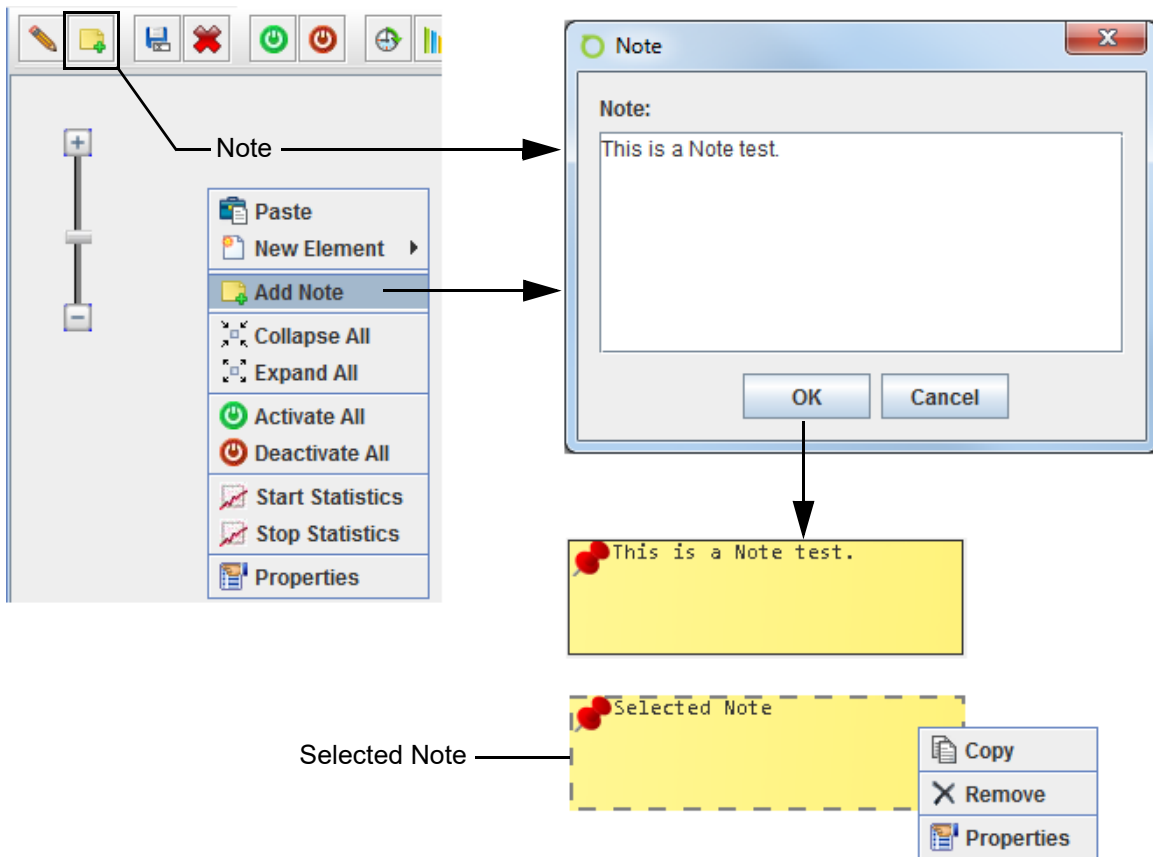 Note
Paste
New Element
Add Note
Collapse All
Expand All
Activate All
Deactivate All
Start Statistics
Stop Statistics
Properties
Note
Note:
This is a Note test.
OK
Cancel
This is a Note test.
Selected Note
Selected Note
Copy
Remove
Properties